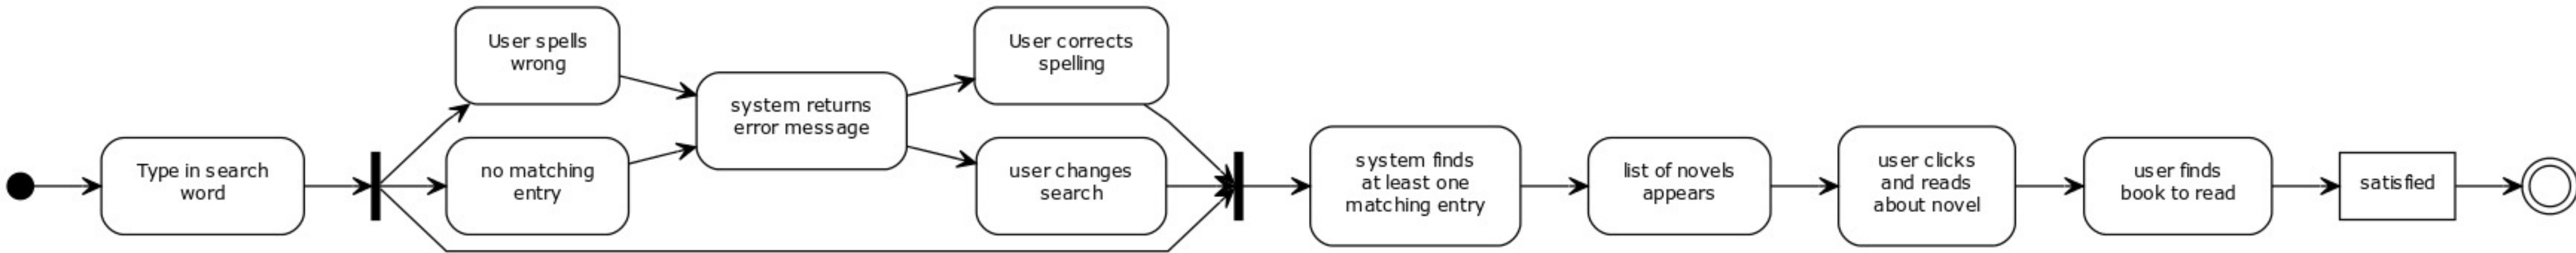 Type in search
word
User spells
wrong
no matching
entry
system returns
error message
User corrects
spelling
user changes
search
system finds
at least one
matching entry
list of novels
appears
user clicks
and reads
about novel
user finds
book to read
satisfied